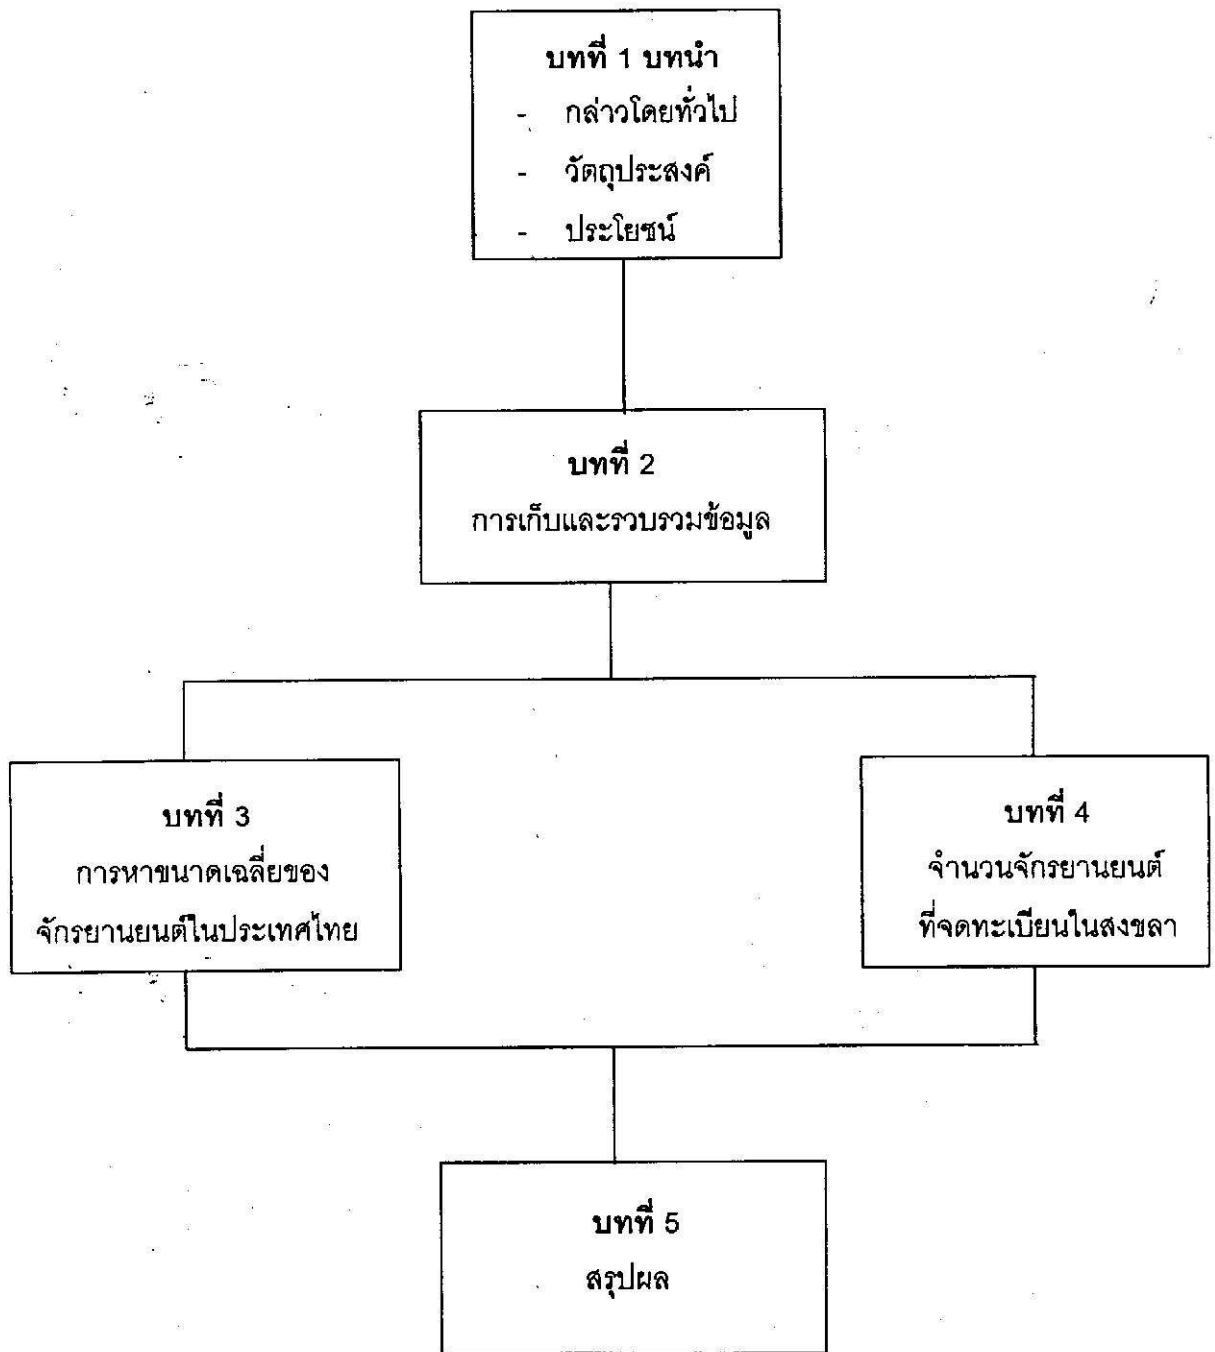 บทที่ 1 บทนำ
- กล่าวโดยทั่วไป
- วัตถุประสงค์
- ประโยชน์
บทที่ 2
การเก็บและรวบรวมข้อมูล
บทที่ 3
การหาขนาดเฉลี่ยของ
จักรยานยนต์ในประเทศไทย
บทที่ 4
จำนวนจักรยานยนต์
ที่จดทะเบียนในสงขลา
บทที่ 5
สรุปผล